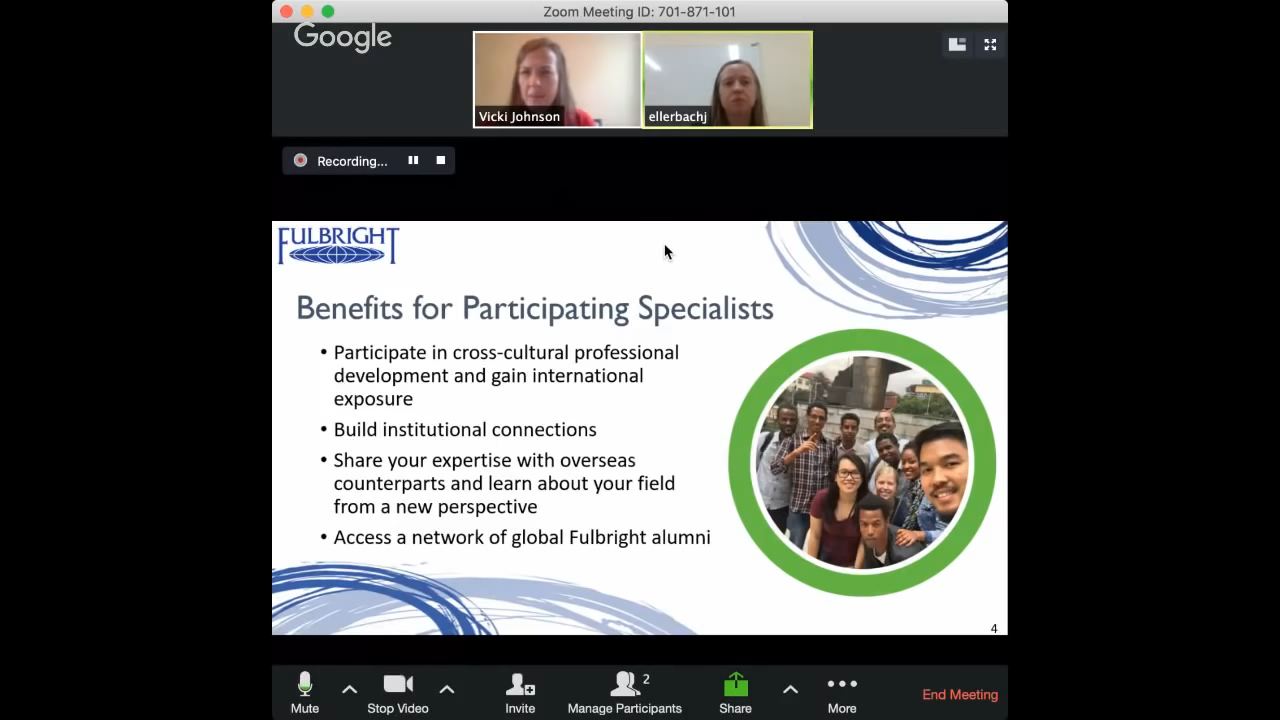 Zoom Meeting ID: 701-871-101
Google
Vicki Johnson
ellerbachj
Recording...
FULBRIGHT
Benefits for Participating Specialists
• Participate in cross-cultural professional
development and gain international
exposure
• Build institutional connections
• Share your expertise with overseas
counterparts and learn about your field
from a new perspective
• Access a network of global Fulbright alumni
4
Mute
Stop Video
Invite
2
Manage Participants
Share
More
End Meeting